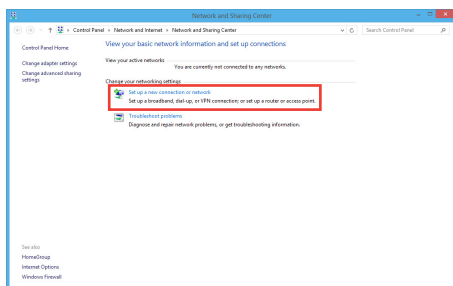 Network and Sharing Center
Control Panel ▸ Network and Internet ▸ Network and Sharing Center
Search Control Panel
Control Panel Home
Change adapter settings
Change advanced sharing
settings
View your basic network information and set up connections
View your active networks
You are currently not connected to any networks.
Change your networking settings
Set up a new connection or network
Set up a broadband, dial-up, or VPN connection; or set up a router or access point.
Troubleshoot problems
Diagnose and repair network problems, or get troubleshooting information.
See also
HomeGroup
Internet Options
Windows Firewall